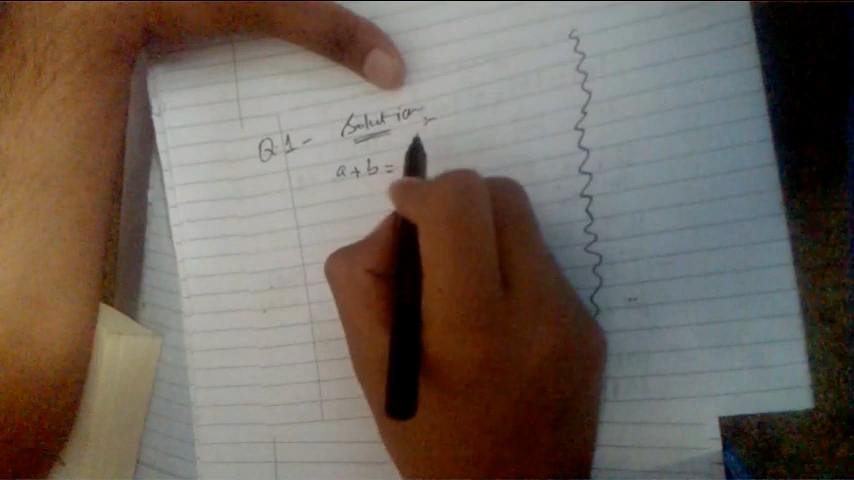 Q.1- Solution :-
a + b =